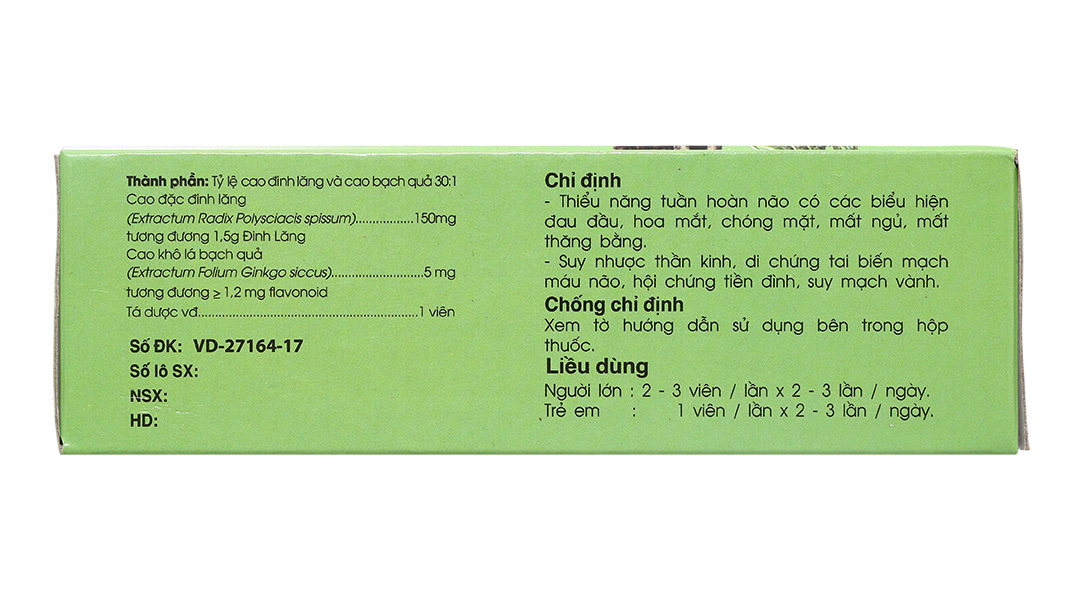 Thành phần: Tỷ lệ cao đinh lăng và cao bạch quả 30:1
Cao đặc đinh lăng
(Extractum Radix Polysciacis spissum).................150mg
tương đương 1,5g Đinh Lăng
Cao khô lá bạch quả
(Extractum Folium Ginkgo siccus)...........................5 mg
tương đương ≥ 1,2 mg flavonoid
Tá dược vđ.................................................................1 viên
Số ĐK: VD-27164-17
Số lô SX:
NSX:
HD:
Chỉ định
- Thiểu năng tuần hoàn não có các biểu hiện
đau đầu, hoa mắt, chóng mặt, mất ngủ, mất
thăng bằng.
- Suy nhược thần kinh, di chứng tai biến mạch
máu não, hội chứng tiền đình, suy mạch vành.
Chống chỉ định
Xem tờ hướng dẫn sử dụng bên trong hộp
thuốc.
Liều dùng
Người lớn : 2 - 3 viên / lần x 2 - 3 lần / ngày.
Trẻ em : 1 viên / lần x 2 - 3 lần / ngày.